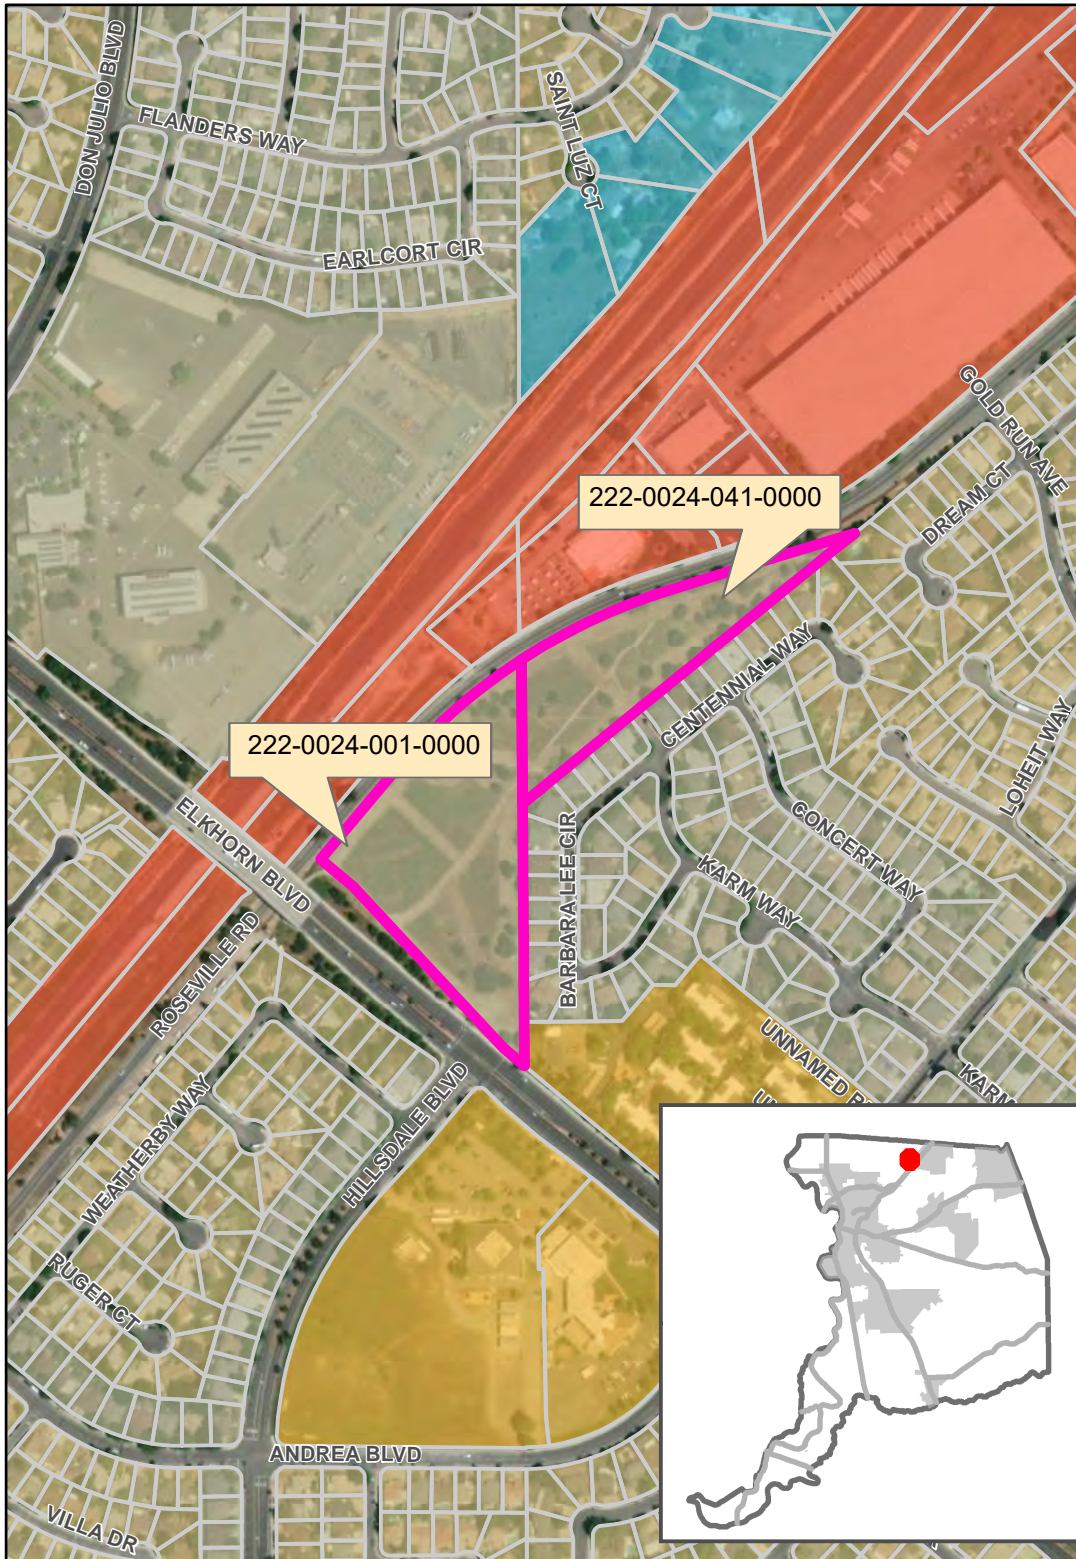 DON JULIO BLVD
FLANDERS WAY
SAINT LUZ CT
EARLCORT CIR
GOLD RUN AVE
DREAM CT
222-0024-041-0000
CENTENNIAL WAY
LOHEIT WAY
222-0024-001-0000
ELKHORN BLVD
CONCERT WAY
KARM WAY
BARBARA LEE CIR
ROSEVILLE RD
UNNAMED
KARM
WEATHERBY WAY
HILLSDALE BLVD
RUGER CT
ANDREA BLVD
VILLA DR